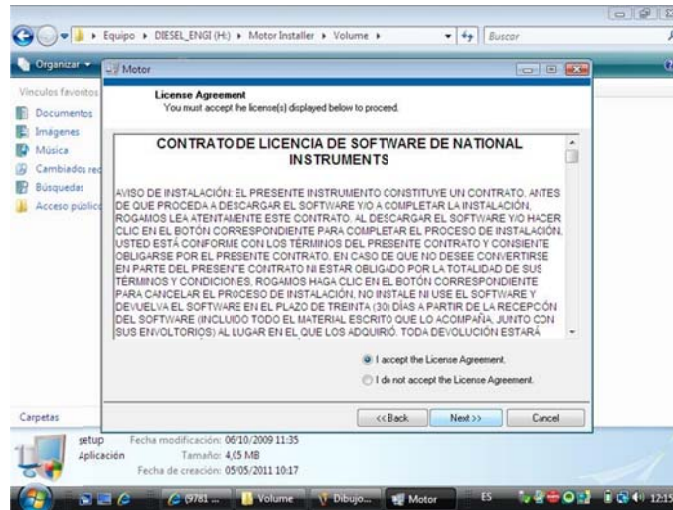 Equipo ▸ DIESEL_ENGI (H:) ▸ Motor Installer ▸ Volume ▸
Buscar
Organizar
Motor
Vínculos favoritos
Documentos
Imágenes
Música
Cambiados rec
Búsquedas
Acceso público
License Agreement
You must accept the license(s) displayed below to proceed.
CONTRATO DE LICENCIA DE SOFTWARE DE NATIONAL
INSTRUMENTS
AVISO DE INSTALACIÓN: EL PRESENTE INSTRUMENTO CONSTITUYE UN CONTRATO. ANTES
DE QUE PROCEDA A DESCARGAR EL SOFTWARE Y/O A COMPLETAR LA INSTALACIÓN,
ROGAMOS LEA ATENTAMENTE ESTE CONTRATO. AL DESCARGAR EL SOFTWARE Y/O HACER
CLIC EN EL BOTÓN CORRESPONDIENTE PARA COMPLETAR EL PROCESO DE INSTALACIÓN,
USTED ESTÁ CONFORME CON LOS TÉRMINOS DEL PRESENTE CONTRATO Y CONSIENTE
OBLIGARSE POR EL PRESENTE CONTRATO. EN CASO DE QUE NO DESEE CONVERTIRSE
EN PARTE DEL PRESENTE CONTRATO NI ESTAR OBLIGADO POR LA TOTALIDAD DE SUS
TÉRMINOS Y CONDICIONES, ROGAMOS HAGA CLIC EN EL BOTÓN CORRESPONDIENTE
PARA CANCELAR EL PROCESO DE INSTALACIÓN, NO INSTALE NI USE EL SOFTWARE Y
DEVUELVA EL SOFTWARE EN EL PLAZO DE TREINTA (30) DÍAS A PARTIR DE LA RECEPCIÓN
DEL SOFTWARE (INCLUIDO TODO EL MATERIAL ESCRITO QUE LO ACOMPAÑA, JUNTO CON
SUS ENVOLTORIOS) AL LUGAR EN EL QUE LOS ADQUIRIÓ. TODA DEVOLUCIÓN ESTARÁ
I accept the License Agreement.
I do not accept the License Agreement.
<< Back
Next >>
Cancel
Carpetas
setup Fecha modificación: 06/10/2009 11:35
Aplicación Tamaño: 4,05 MB
Fecha de creación: 05/05/2011 10:17
(9781 ...
Volume
Dibujo...
Motor
ES
12:15